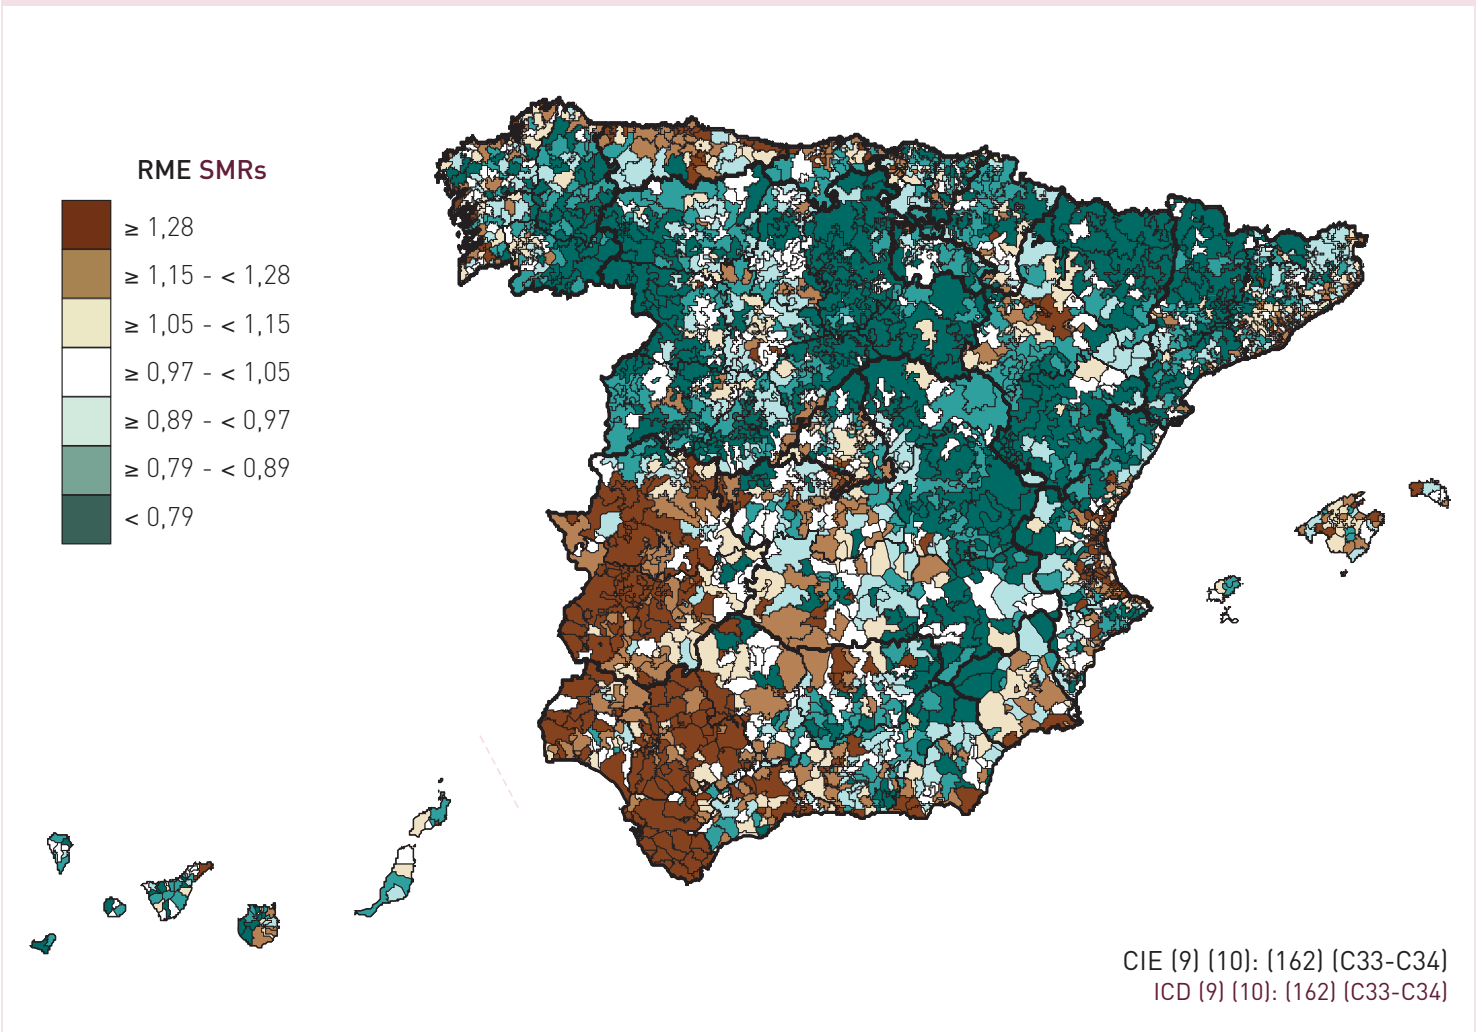 RME SMRs
≥ 1,28
≥ 1,15 - < 1,28
≥ 1,05 - < 1,15
≥ 0,97 - < 1,05
≥ 0,89 - < 0,97
≥ 0,79 - < 0,89
< 0,79
CIE (9) (10): (162) (C33-C34)
ICD (9) (10): (162) (C33-C34)